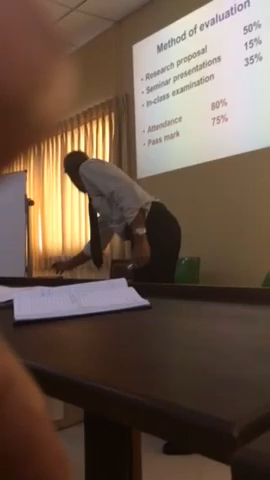 Method of evaluation
• Research proposal 50%
• Seminar presentations 15%
• In-class examination 35%
• Attendance 80%
• Pass mark 75%